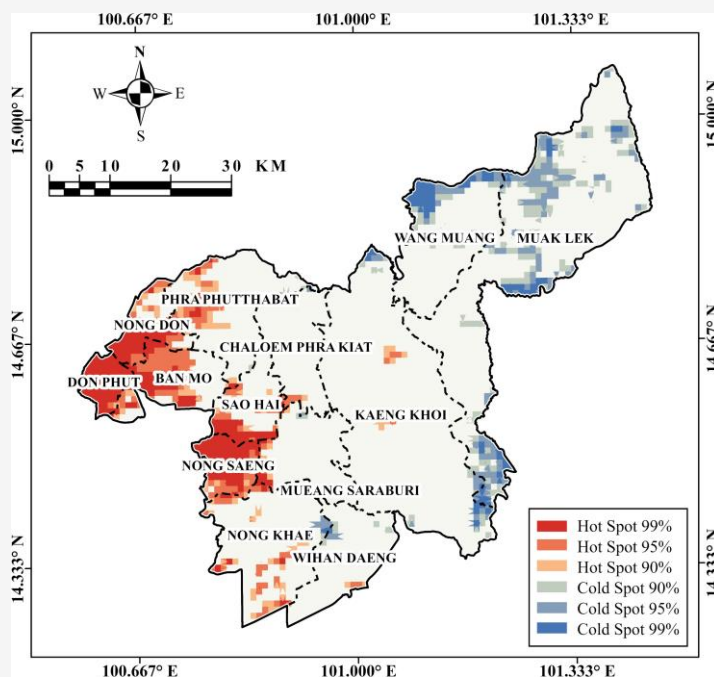 100.667° E 101.000° E 101.333° E
N
W E
S
15.000° N
15.000° N
0 5 10 20 30 KM
WANG MUANG
MUAK LEK
PHRA PHUTTHABAT
NONG DON
14.667° N
14.667° N
CHALOEM PHRA KIAT
DON PHUT
BAN MO
SAO HAI
KAENG KHOI
NONG SAENG
MUEANG SARABURI
NONG KHAE
WIHAN DAENG
14.333° N
14.333° N
Hot Spot 99%
Hot Spot 95%
Hot Spot 90%
Cold Spot 90%
Cold Spot 95%
Cold Spot 99%
100.667° E 101.000° E 101.333° E